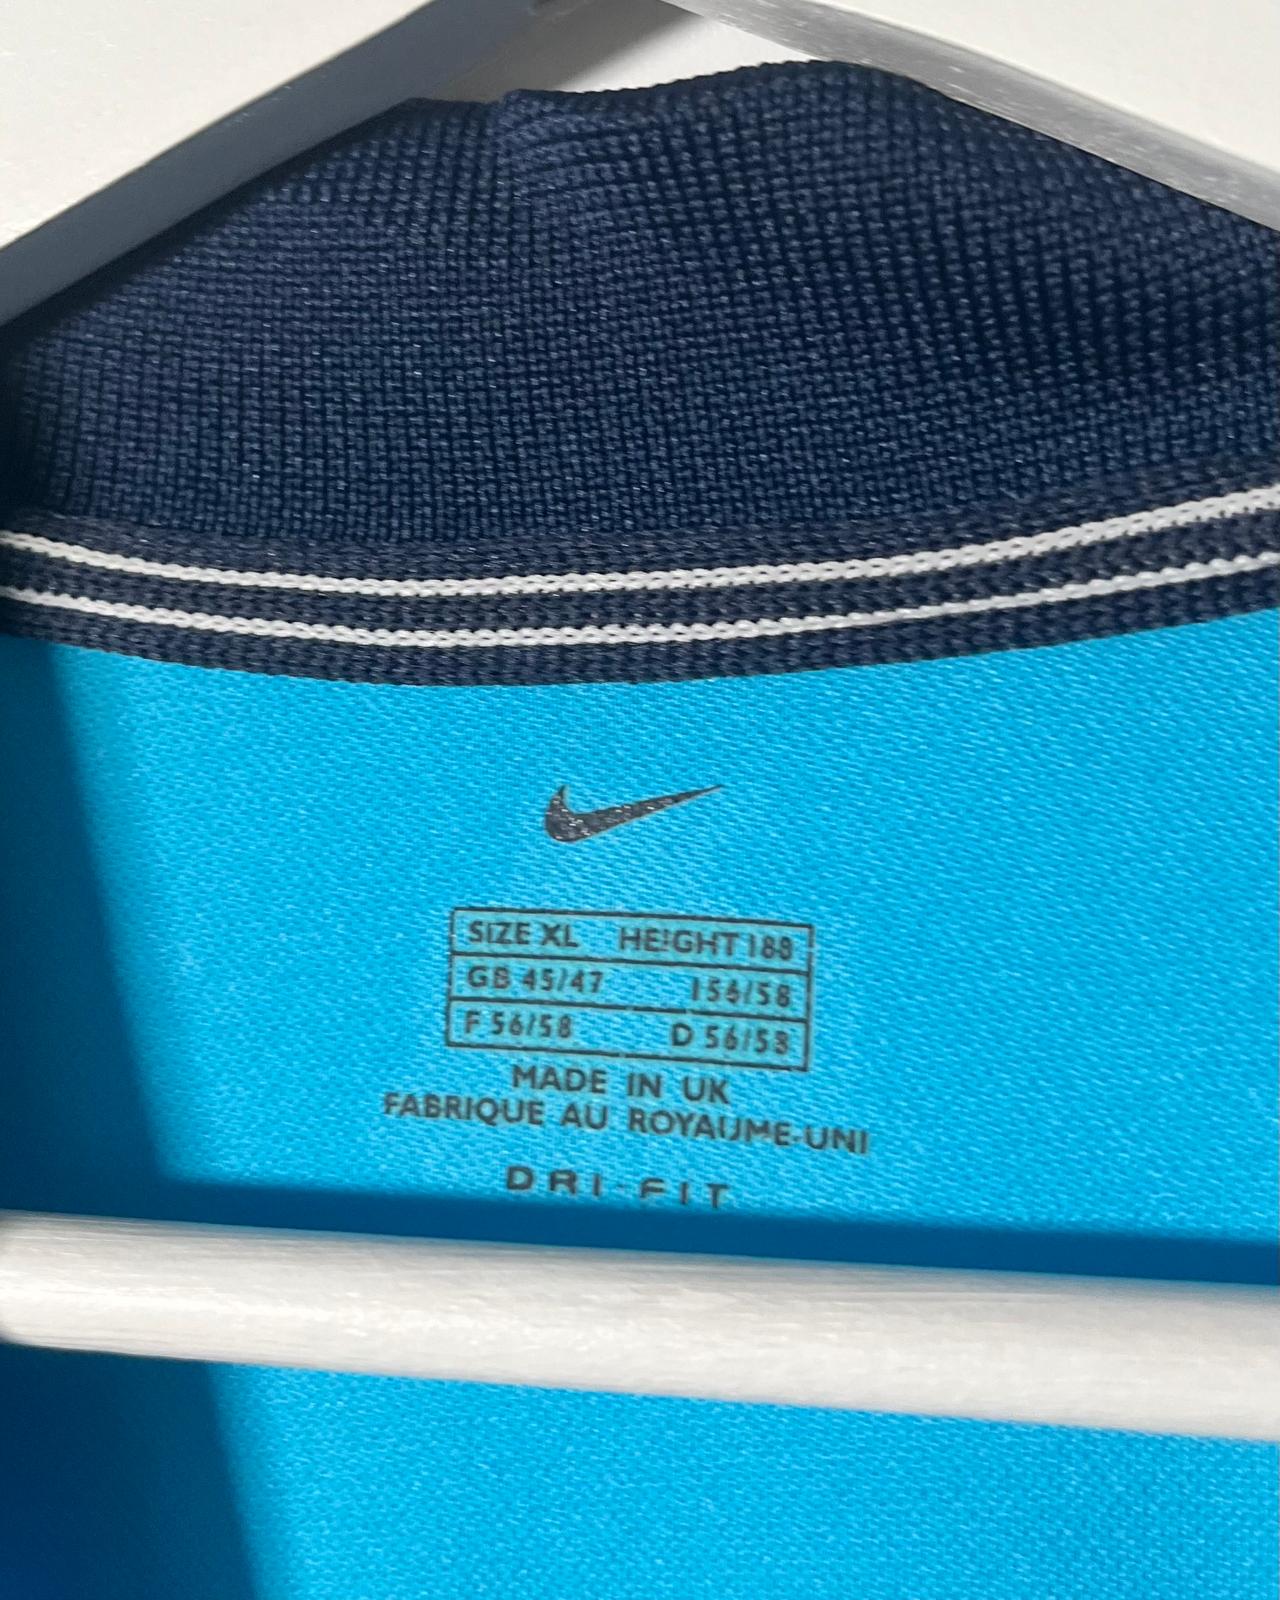 SIZE XL HEIGHT 188
GB 45/47 I 56/58
F 56/58 D 56/58
MADE IN UK
FABRIQUE AU ROYAUME-UNI
DRI-FIT